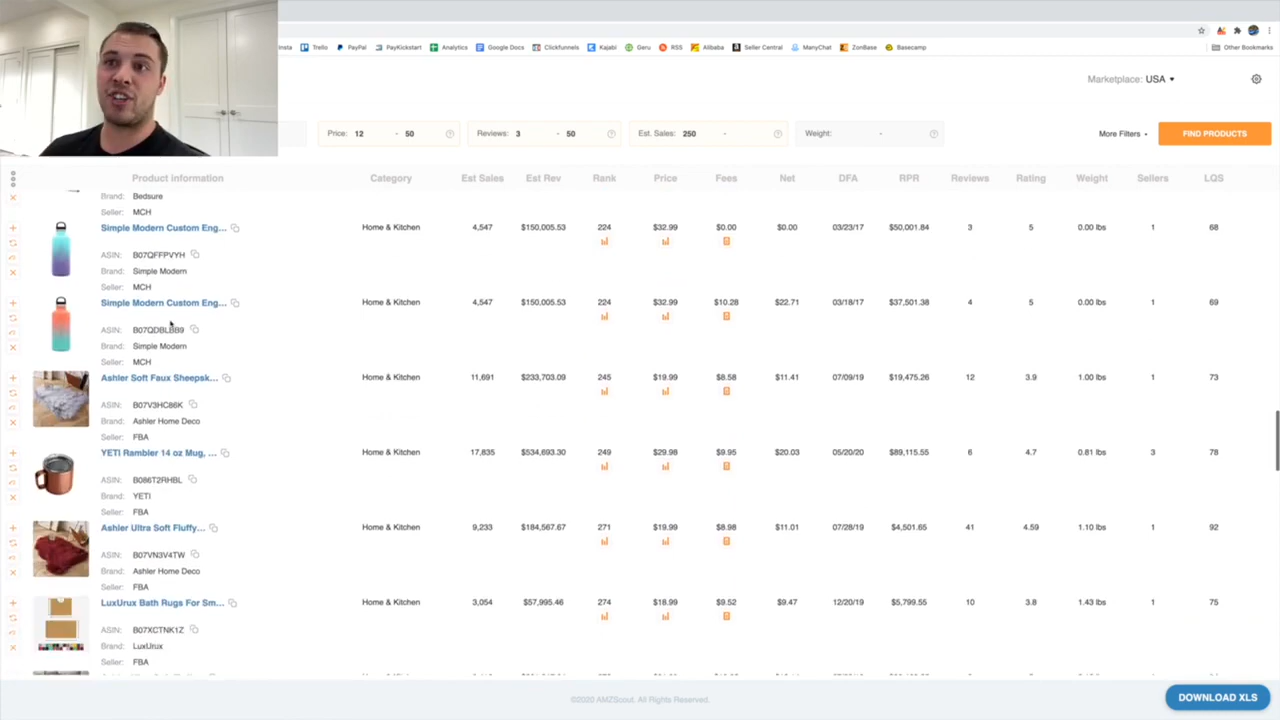 Insta Trello PayPal PayKickstart Analytics Google Docs Clickfunnels Kajabi Geru RSS Alibaba Seller Central ManyChat ZonBase Basecamp Other Bookmarks
Marketplace: USA
Price: 12 - 50 Reviews: 3 - 50 Est. Sales: 250 - Weight: - More Filters FIND PRODUCTS
Product information Category Est Sales Est Rev Rank Price Fees Net DFA RPR Reviews Rating Weight Sellers LQS
Brand: Bedsure
Seller: MCH
Simple Modern Custom Eng... Home & Kitchen 4,547 $150,005.53 224 $32.99 $0.00 $0.00 03/23/17 $50,001.84 3 5 0.00 lbs 1 68
ASIN: B07QFFPVYH
Brand: Simple Modern
Seller: MCH
Simple Modern Custom Eng... Home & Kitchen 4,547 $150,005.53 224 $32.99 $10.28 $22.71 03/18/17 $37,501.38 4 5 0.00 lbs 1 69
ASIN: B07QDBLBB9
Brand: Simple Modern
Seller: MCH
Ashler Soft Faux Sheepsk... Home & Kitchen 11,691 $233,703.09 245 $19.99 $8.58 $11.41 07/09/19 $19,475.26 12 3.9 1.00 lbs 1 73
ASIN: B07V3HC86K
Brand: Ashler Home Deco
Seller: FBA
YETI Rambler 14 oz Mug, ... Home & Kitchen 17,835 $534,693.30 249 $29.98 $9.95 $20.03 05/20/20 $89,115.55 6 4.7 0.81 lbs 3 78
ASIN: B086T2RHBL
Brand: YETI
Seller: FBA
Ashler Ultra Soft Fluffy... Home & Kitchen 9,233 $184,567.67 271 $19.99 $8.98 $11.01 07/28/19 $4,501.65 41 4.59 1.10 lbs 1 92
ASIN: B07VN3V4TW
Brand: Ashler Home Deco
Seller: FBA
LuxUrux Bath Rugs For Sm... Home & Kitchen 3,054 $57,995.46 274 $18.99 $9.52 $9.47 12/20/19 $5,799.55 10 3.8 1.43 lbs 1 75
ASIN: B07XCTNK1Z
Brand: LuxUrux
Seller: FBA
©2020 AMZScout. All Rights Reserved.
DOWNLOAD XLS